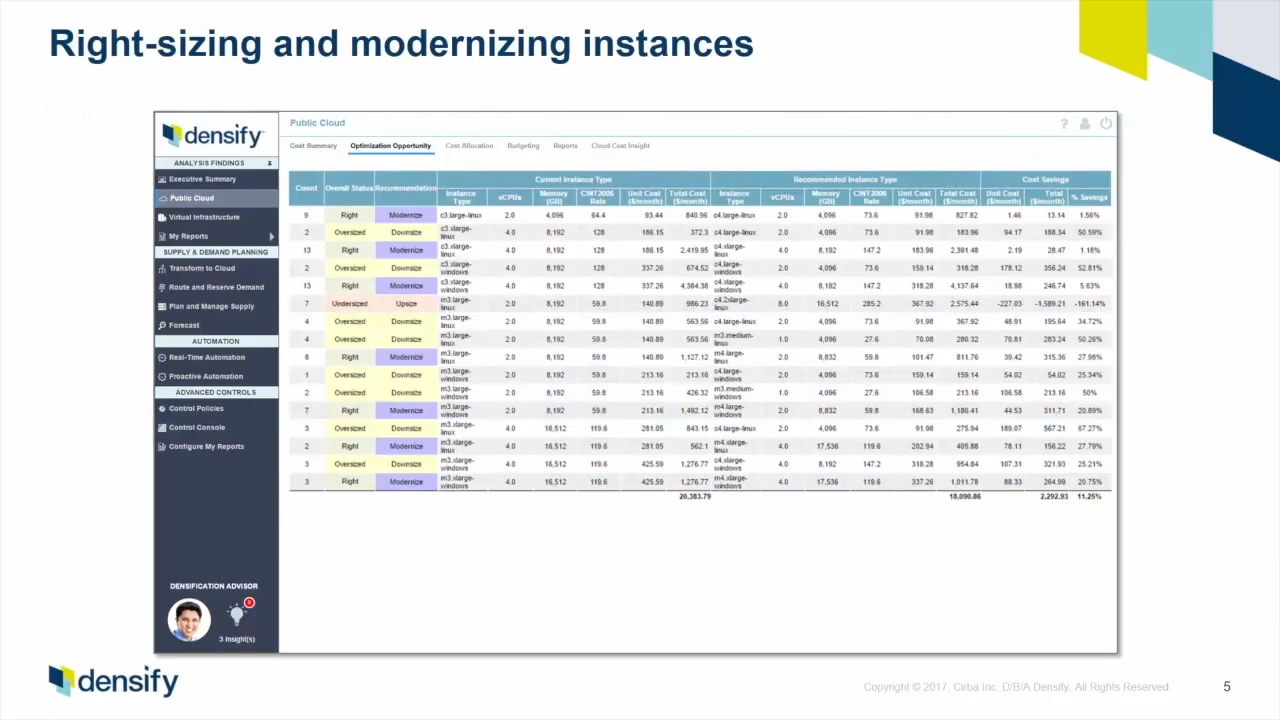 Right-sizing and modernizing instances
densify
Public Cloud
?
Cost Summary Optimization Opportunity Cost Allocation Budgeting Reports Cloud Cost Insight
ANALYSIS FINDINGS
Executive Summary
Public Cloud
Virtual Infrastructure
My Reports
SUPPLY & DEMAND PLANNING
Transform to Cloud
Route and Reserve Demand
Plan and Manage Supply
Forecast
AUTOMATION
Real-Time Automation
Proactive Automation
ADVANCED CONTROLS
Control Policies
Control Console
Configure My Reports
DENSIFICATION ADVISOR
3 Insight(s)
Current Instance Type Recommended Instance Type Cost Savings
Count Overall Status Recommendation Instance Type vCPUs Memory (GB) CINT2006 Rate Unit Cost ($/month) Total Cost ($/month) Instance Type vCPUs Memory (GB) CINT2006 Rate Unit Cost ($/month) Total Cost ($/month) Unit Cost ($/month) Total ($/month) % Savings
9 Right Modernize c3.large-linux 2.0 4,096 64.4 93.44 840.96 c4.large-linux 2.0 4,096 73.6 91.98 827.82 1.46 13.14 1.56%
2 Oversized Downsize c3.xlarge-linux 4.0 8,192 128 186.15 372.3 c4.large-linux 2.0 4,096 73.6 91.98 183.96 94.17 188.34 50.59%
13 Right Modernize c3.xlarge-linux 4.0 8,192 128 186.15 2,419.95 c4.xlarge-linux 4.0 8,192 147.2 183.96 2,391.48 2.19 28.47 1.18%
2 Oversized Downsize c3.xlarge-windows 4.0 8,192 128 337.26 674.52 c4.large-windows 2.0 4,096 73.6 159.14 318.28 178.12 356.24 52.81%
13 Right Modernize c3.xlarge-windows 4.0 8,192 128 337.26 4,384.38 c4.xlarge-windows 4.0 8,192 147.2 318.28 4,137.64 18.98 246.74 5.63%
7 Undersized Upsize m3.large-linux 2.0 8,192 59.8 140.89 986.23 c4.2xlarge-linux 8.0 16,512 285.2 367.92 2,575.44 -227.03 -1,589.21 -161.14%
4 Oversized Downsize m3.large-linux 2.0 8,192 59.8 140.89 563.56 c4.large-linux 2.0 4,096 73.6 91.98 367.92 48.91 195.64 34.72%
4 Oversized Downsize m3.large-linux 2.0 8,192 59.8 140.89 563.56 m3.medium-linux 1.0 4,096 27.6 70.08 280.32 70.81 283.24 50.26%
8 Right Modernize m3.large-linux 2.0 8,192 59.8 140.89 1,127.12 m4.large-linux 2.0 8,832 59.8 101.47 811.76 39.42 315.36 27.98%
1 Oversized Downsize m3.large-windows 2.0 8,192 59.8 213.16 213.16 c4.large-windows 2.0 4,096 73.6 159.14 159.14 54.02 54.02 25.34%
2 Oversized Downsize m3.large-windows 2.0 8,192 59.8 213.16 426.32 m3.medium-windows 1.0 4,096 27.6 106.58 213.16 106.58 213.16 50%
7 Right Modernize m3.large-windows 2.0 8,192 59.8 213.16 1,492.12 m4.large-windows 2.0 8,832 59.8 168.63 1,180.41 44.53 311.71 20.89%
3 Oversized Downsize m3.xlarge-linux 4.0 16,512 119.6 281.05 843.15 c4.large-linux 2.0 4,096 73.6 91.98 275.94 189.07 567.21 67.27%
2 Right Modernize m3.xlarge-linux 4.0 16,512 119.6 281.05 562.1 m4.xlarge-linux 4.0 17,536 119.6 202.94 405.88 78.11 156.22 27.79%
3 Oversized Downsize m3.xlarge-windows 4.0 16,512 119.6 425.59 1,276.77 c4.xlarge-windows 4.0 8,192 147.2 318.28 954.84 107.31 321.93 25.21%
3 Right Modernize m3.xlarge-windows 4.0 16,512 119.6 425.59 1,276.77 m4.xlarge-windows 4.0 17,536 119.6 337.26 1,011.78 88.33 264.99 20.75%
20,383.79 18,090.86 2,292.93 11.25%
densify
Copyright © 2017, Cirba Inc. D/B/A Densify. All Rights Reserved.
5